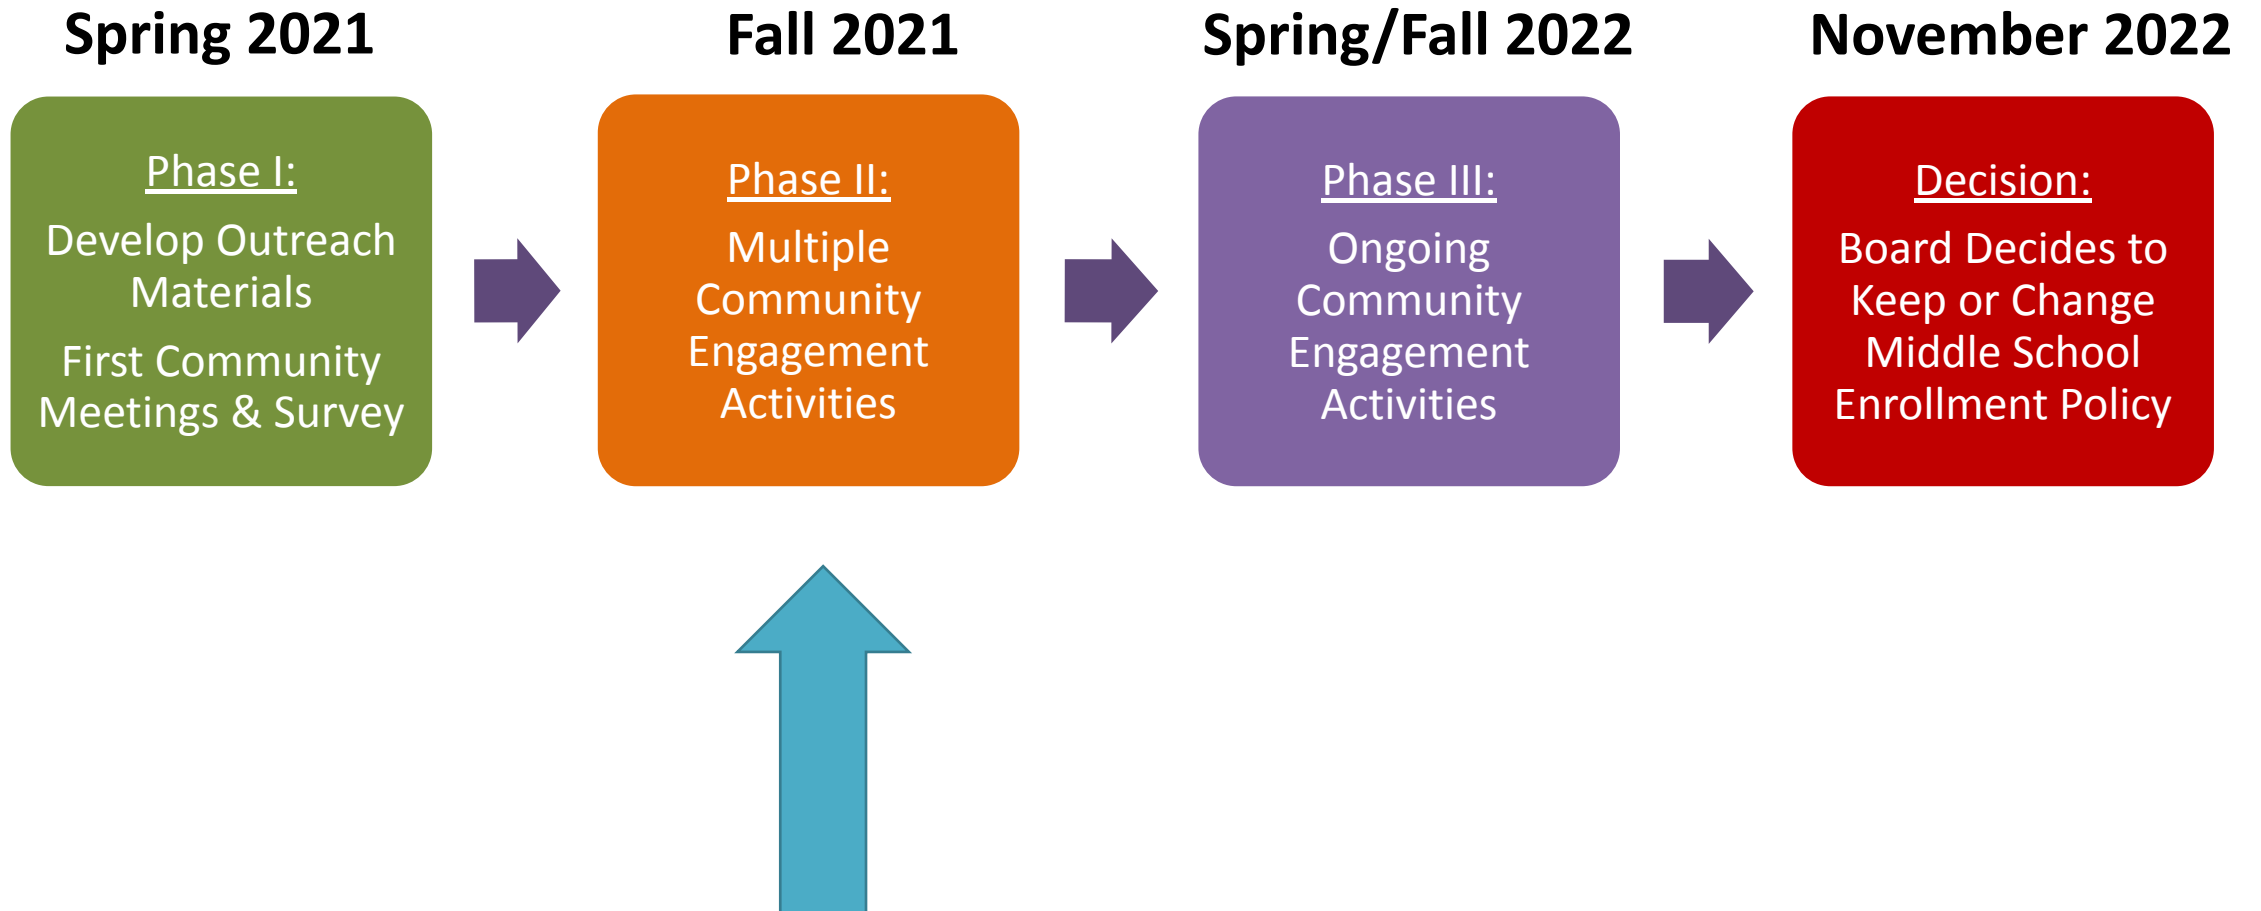 Spring 2021
Fall 2021
Spring/Fall 2022
November 2022
Phase I:
Develop Outreach
Materials
First Community
Meetings & Survey
Phase II:
Multiple
Community
Engagement
Activities
Phase III:
Ongoing
Community
Engagement
Activities
Decision:
Board Decides to
Keep or Change
Middle School
Enrollment Policy